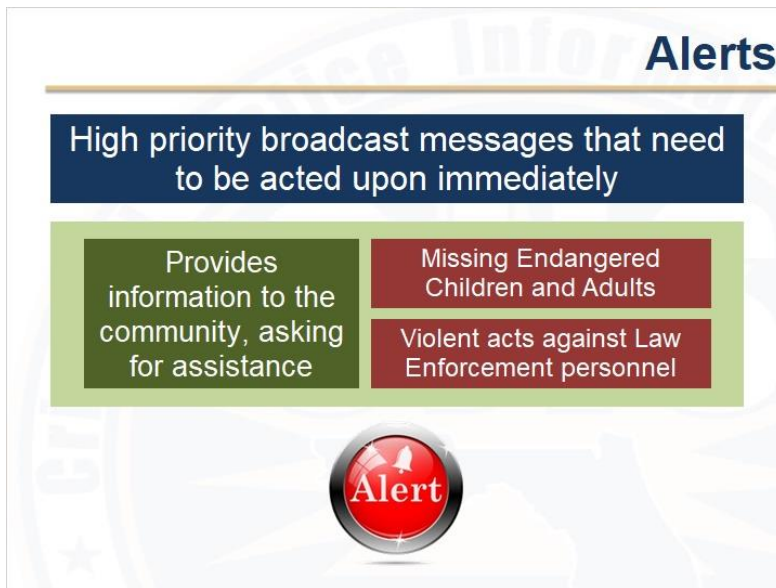 Alerts
High priority broadcast messages that need
to be acted upon immediately
Provides
information to the
community, asking
for assistance
Missing Endangered
Children and Adults
Violent acts against Law
Enforcement personnel
Alert